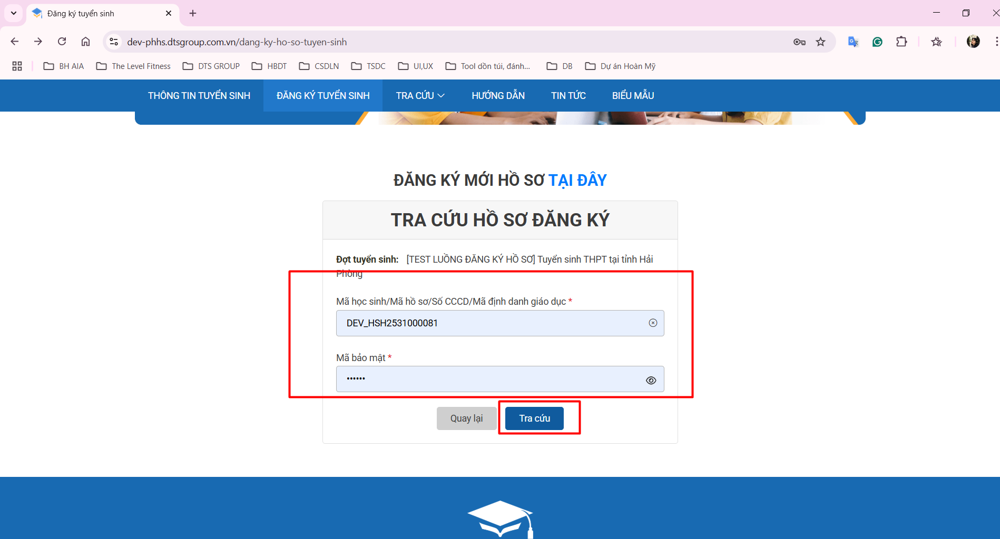 Đăng ký tuyển sinh
dev-phhs.dtsgroup.com.vn/dang-ky-ho-so-tuyen-sinh
BH AIA The Level Fitness DTS GROUP HBDT CSDLN TSDC UI,UX Tool dồn túi, đánh... DB Dự án Hoàn Mỹ
THÔNG TIN TUYỂN SINH ĐĂNG KÝ TUYỂN SINH TRA CỨU HƯỚNG DẪN TIN TỨC BIỂU MẪU
ĐĂNG KÝ MỚI HỒ SƠ TẠI ĐÂY
TRA CỨU HỒ SƠ ĐĂNG KÝ
Đợt tuyển sinh: [TEST LUỒNG ĐĂNG KÝ HỒ SƠ] Tuyển sinh THPT tại tỉnh Hải
Phòng
Mã học sinh/Mã hồ sơ/Số CCCD/Mã định danh giáo dục *
DEV_HSH2531000081
Mã bảo mật *
••••••
Quay lại Tra cứu